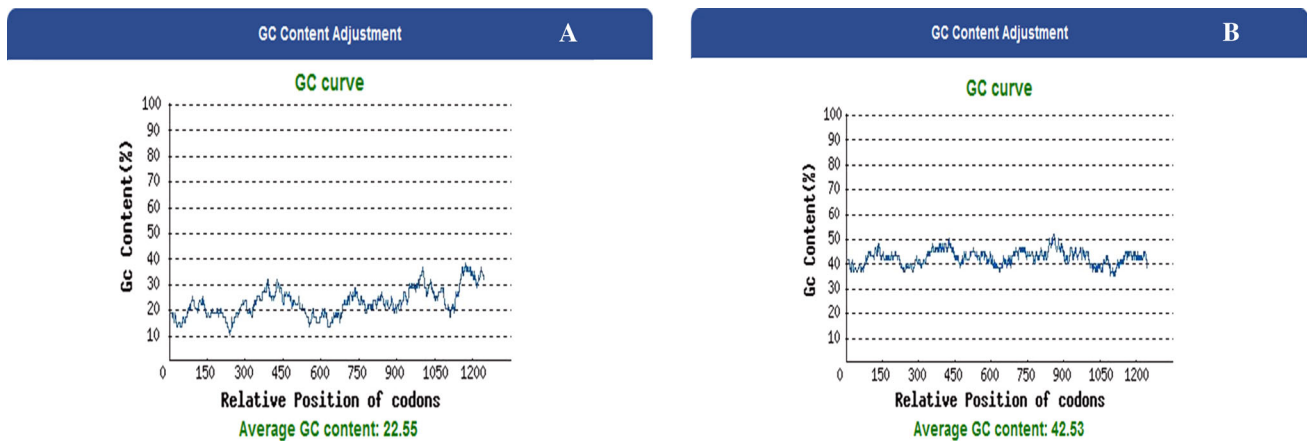 GC Content Adjustment A
GC curve
100
90
80
70
60
50
40
30
20
10
Gc Content(%)
0 150 300 450 600 750 900 1050 1200
Relative Position of codons
Average GC content: 22.55
GC Content Adjustment B
GC curve
100
90
80
70
60
50
40
30
20
10
Gc Content(%)
0 150 300 450 600 750 900 1050 1200
Relative Position of codons
Average GC content: 42.53